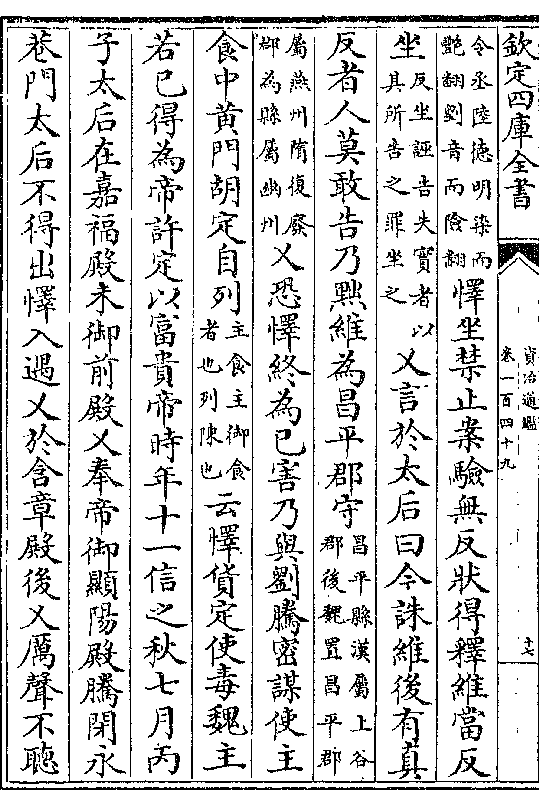 欽定四庫全書
資治通鑑
卷一百四十九
十七
令丞陸徳明染而
艶翻劉音而隂翻
懌坐禁止案驗無反狀得釋維當反
坐
反坐誣告失實者以
具所告之罪坐之
乂言於太后曰今誅維後有真
反者人莫敢告乃黜維為昌平郡守
昌平縣漢屬上谷
郡後魏置昌平郡
屬燕州隋復廢
郡為縣屬幽州
乂恐懌終為已害乃與劉騰密謀使主
食中黄門胡定自列
主食主御食
者也列陳也
云懌貨定使毒魏主
若已得為帝許定以富貴帝時年十一信之秋七月丙
子太后在嘉福殿未御前殿乂奉帝御顯陽殿騰閉永
巷門太后不得出懌入遇乂於含章殿後乂厲聲不聽